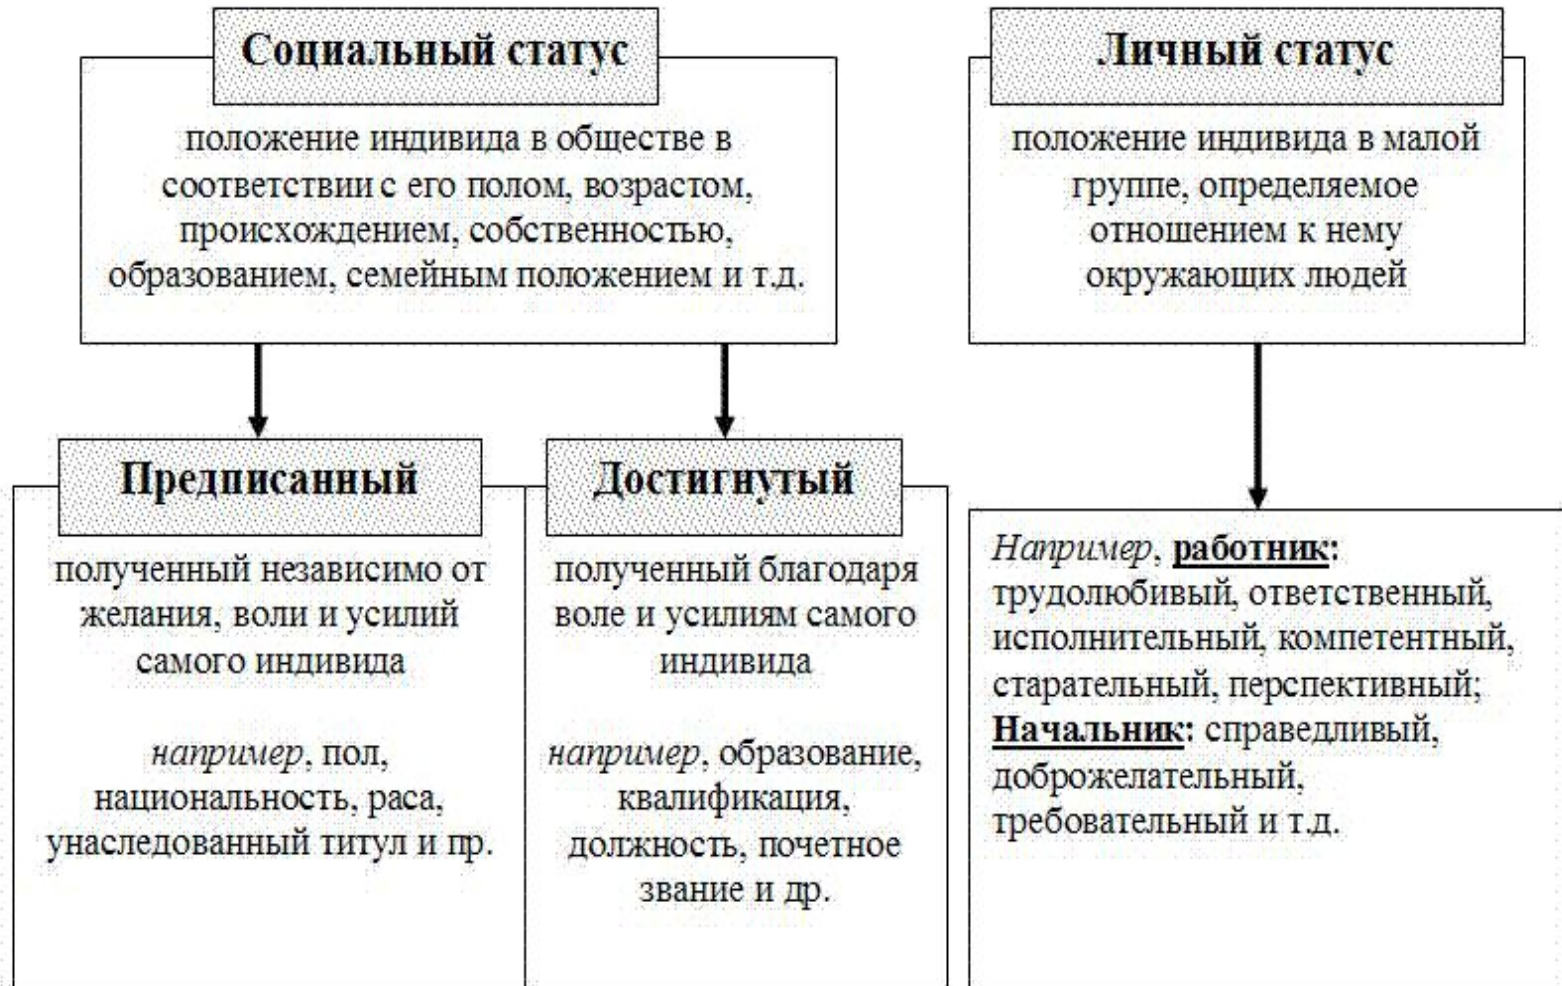 Социальный статус
положение индивида в обществе в
соответствии с его полом, возрастом,
происхождением, собственностью,
образованием, семейным положением и т.д.
Личный статус
положение индивида в малой
группе, определяемое
отношением к нему
окружающих людей
Предписанный
полученный независимо от
желания, воли и усилий
самого индивида
например, пол,
национальность, раса,
унаследованный титул и пр.
Достигнутый
полученный благодаря
воле и усилиям самого
индивида
например, образование,
квалификация,
должность, почетное
звание и др.
Например, работник:
трудолюбивый, ответственный,
исполнительный, компетентный,
старательный, перспективный;
Начальник: справедливый,
доброжелательный,
требовательный и т.д.